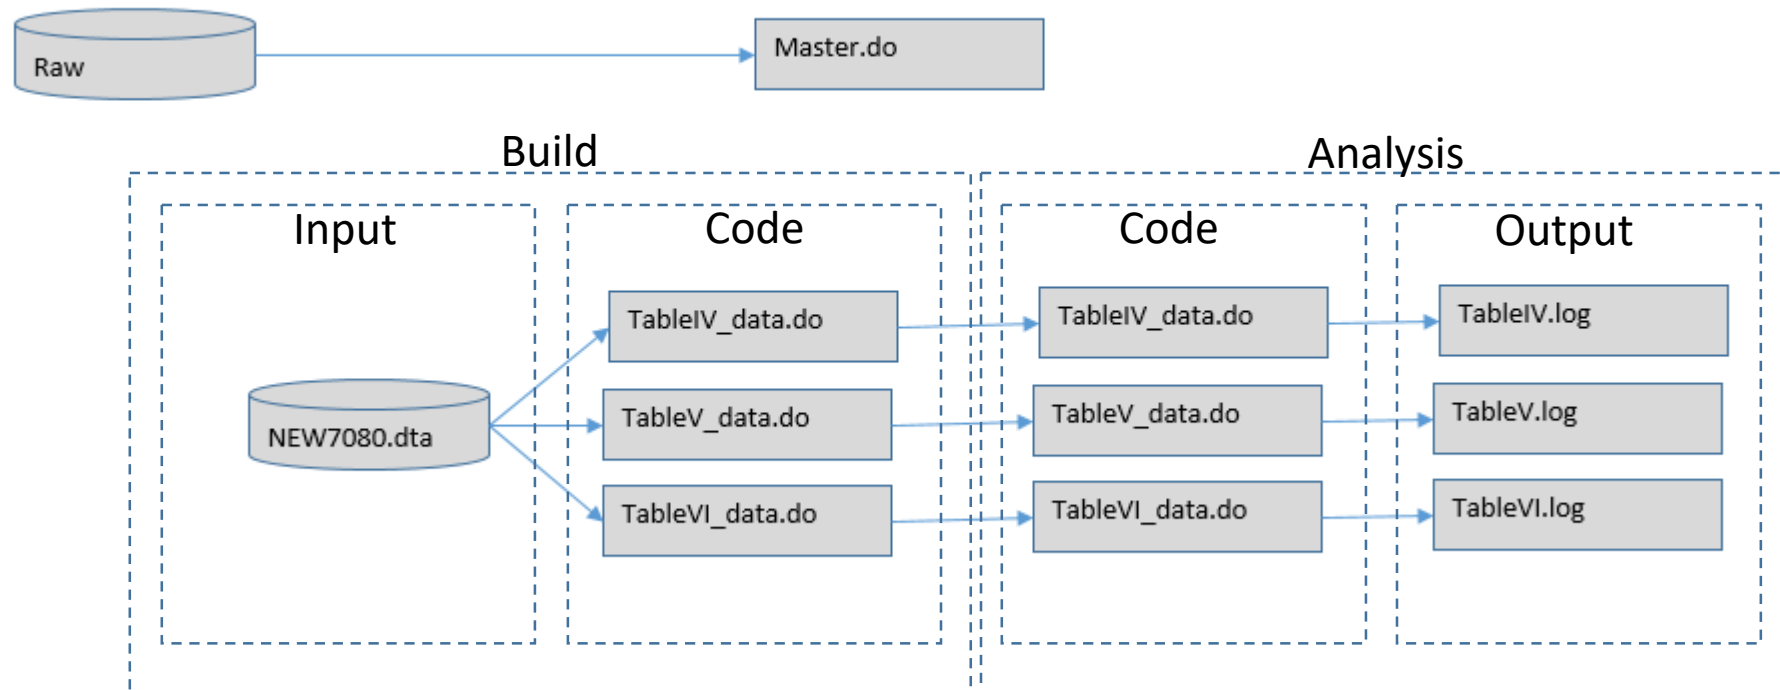 Raw
Master.do
Build
Analysis
Input
Code
Code
Output
TableIV_data.do
TableIV_data.do
TableIV.log
NEW7080.dta
TableV_data.do
TableV_data.do
TableV.log
TableVI_data.do
TableVI_data.do
TableVI.log